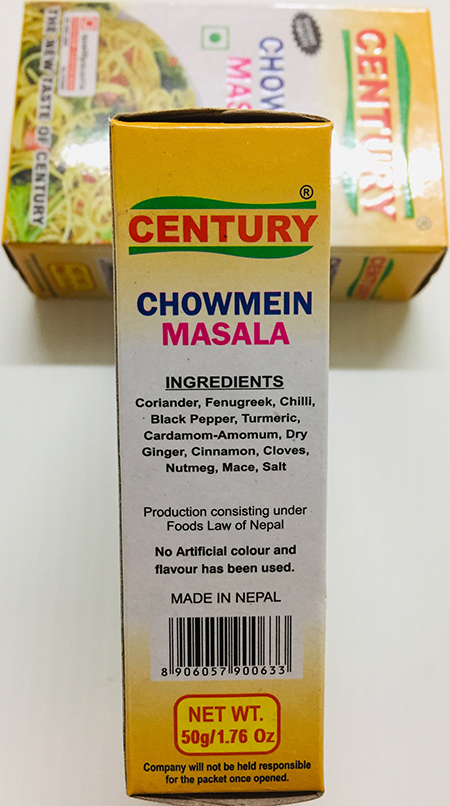 THE NEW TASTE OF CENTURY
CHOW
MAS
CENTURY
®
CENTURY
CENTURY ®
CHOWMEIN
MASALA
INGREDIENTS
Coriander, Fenugreek, Chilli,
Black Pepper, Turmeric,
Cardamom-Amomum, Dry
Ginger, Cinnamon, Cloves,
Nutmeg, Mace, Salt
Production consisting under
Foods Law of Nepal
No Artificial colour and
flavour has been used.
MADE IN NEPAL
8 906057 900633
NET WT.
50g/1.76 Oz
Company will not be held responsible
for the packet once opened.